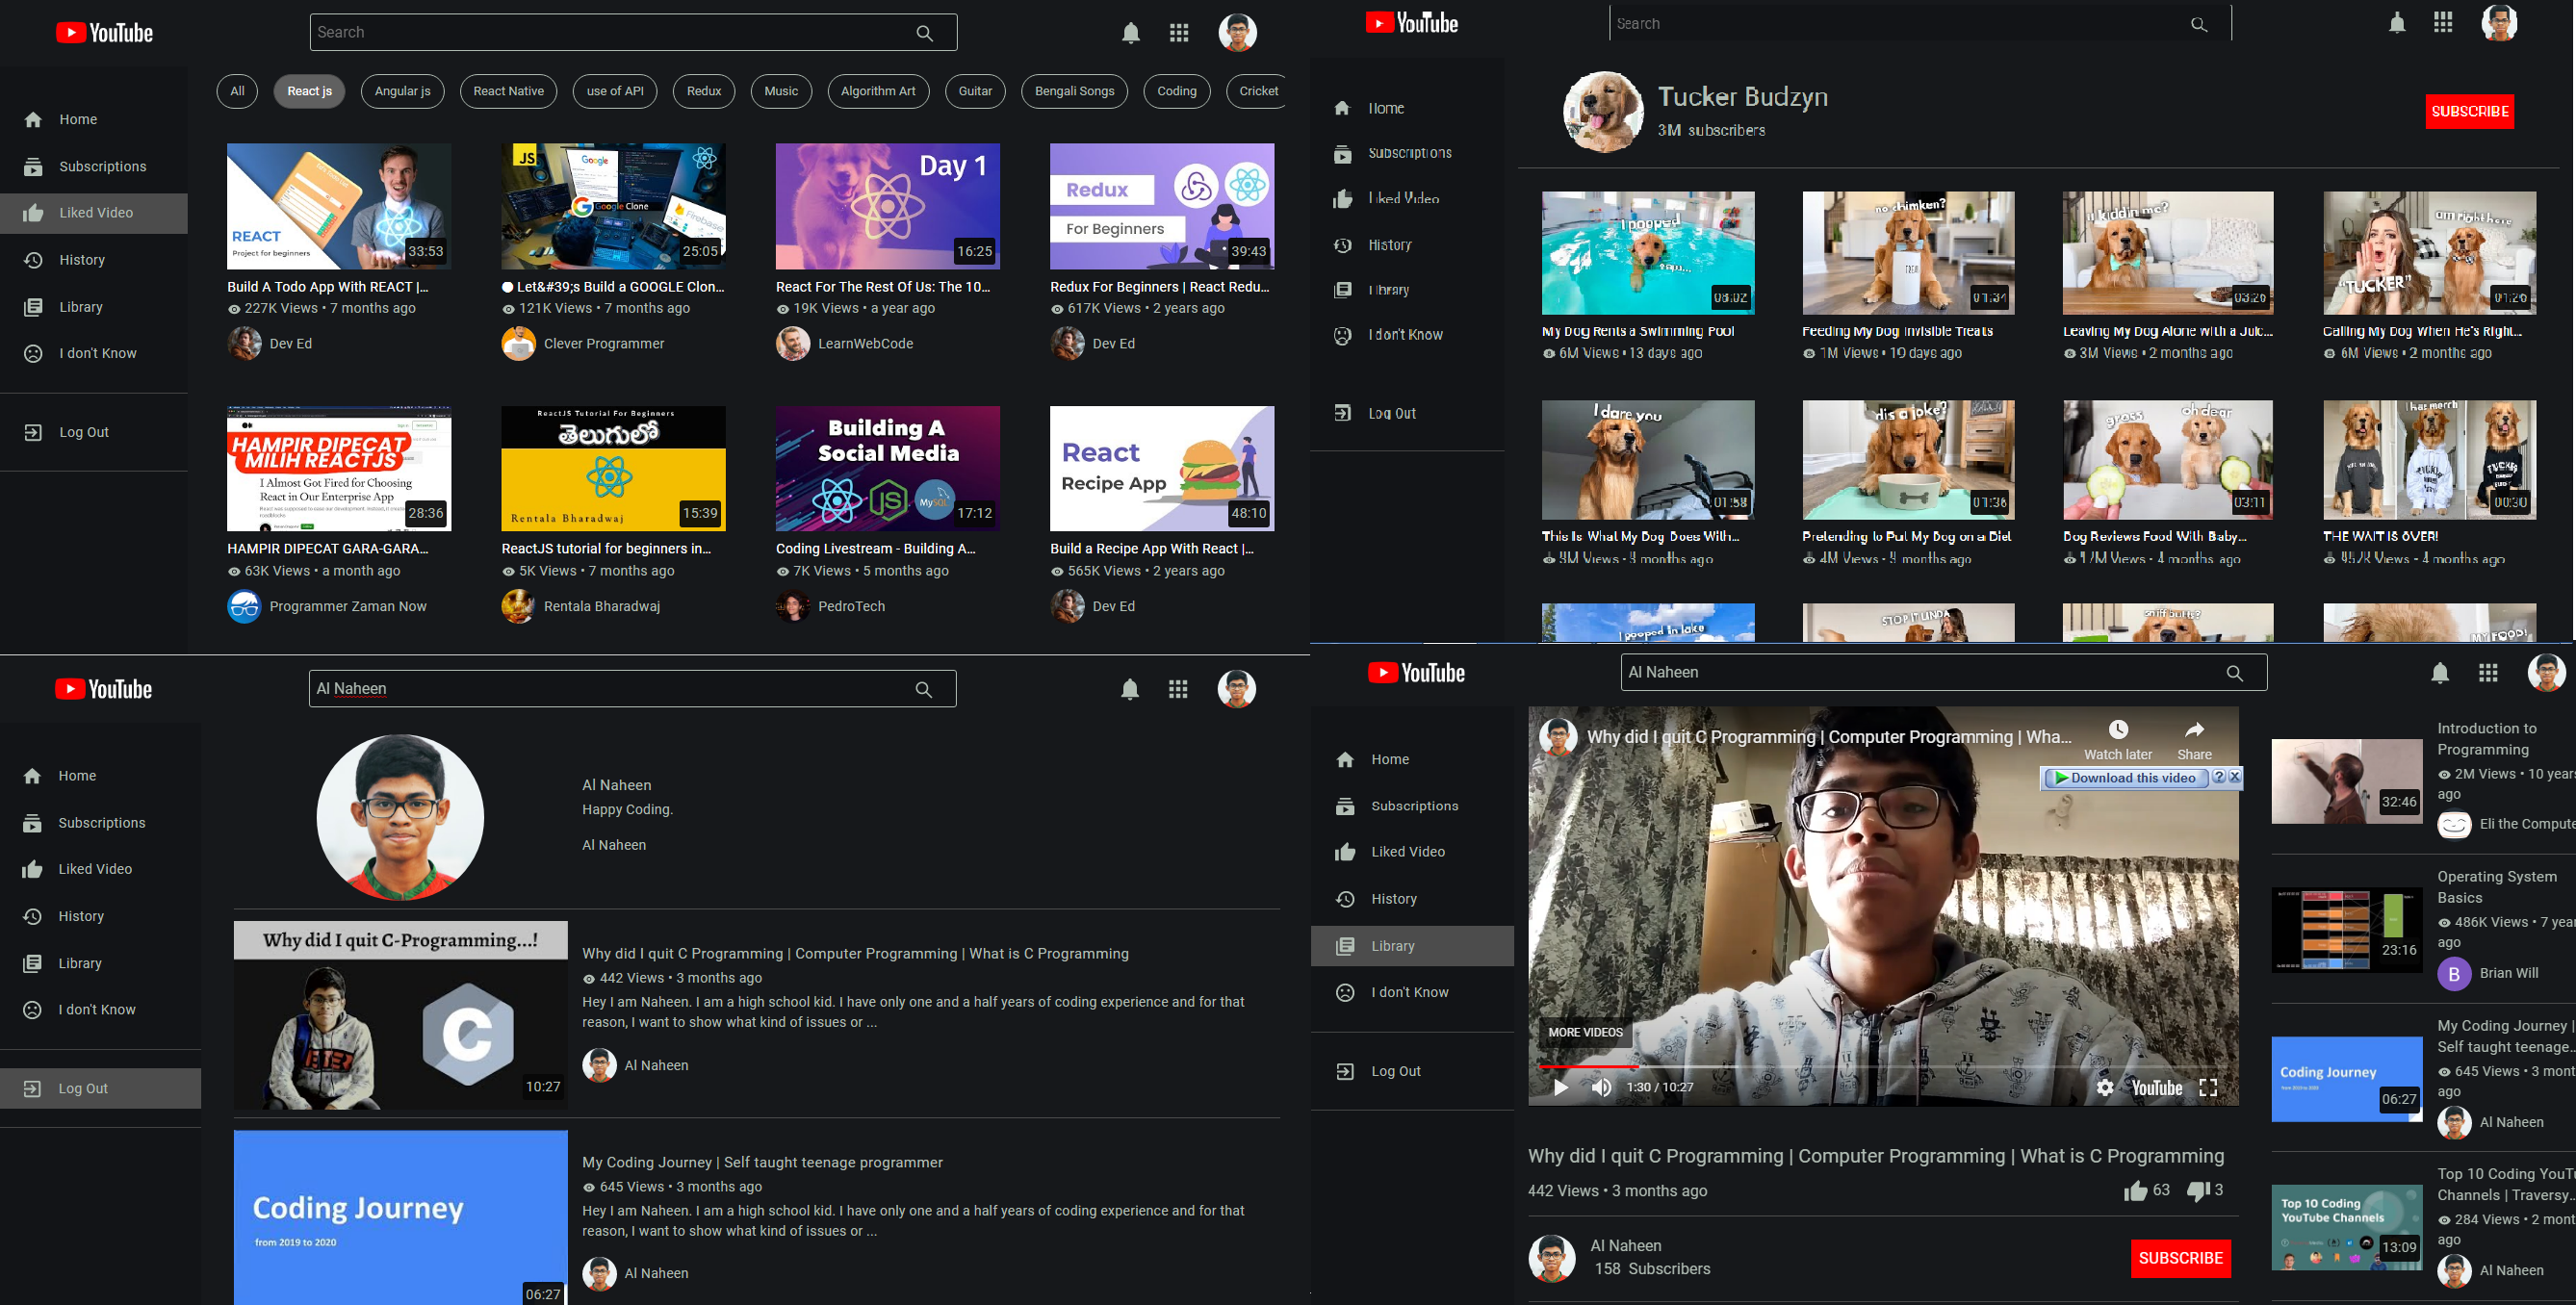 YouTube
Search
All
React js
Angular js
React Native
use of API
Redux
Music
Algorithm Art
Guitar
Bengali Songs
Coding
Cricket
Home
Subscriptions
Liked Video
History
Library
I don't Know
Log Out
REACT
Project for beginners
33:53
JS
Google
Google Clone
Firebase
25:05
Day 1
16:25
Redux
For Beginners
39:43
Build A Todo App With REACT |...
Let&#39;s Build a GOOGLE Clon...
React For The Rest Of Us: The 10...
Redux For Beginners | React Redu...
227K Views • 7 months ago
121K Views • 7 months ago
19K Views • a year ago
617K Views • 2 years ago
Dev Ed
Clever Programmer
LearnWebCode
Dev Ed
HAMPIR DIPECAT
MILIH REACTJS
I Almost Got Fired for Choosing
React in Our Enterprise App
28:36
ReactJS Tutorial For Beginners
తెలుగులో
Rentala Bharadwaj
15:39
Building A
Social Media
JS
MySQL
17:12
React
Recipe App
48:10
HAMPIR DIPECAT GARA-GARA...
ReactJS tutorial for beginners in...
Coding Livestream - Building A...
Build a Recipe App With React |...
63K Views • a month ago
5K Views • 7 months ago
7K Views • 5 months ago
565K Views • 2 years ago
Programmer Zaman Now
Rentala Bharadwaj
PedroTech
Dev Ed
YouTube
Search
Home
Subscriptions
Liked Video
History
Library
I don't Know
Log Out
Tucker Budzyn
3M subscribers
SUBSCRIBE
I pooped
08:02
no chimken?
TREATS
01:34
u kiddin me?
03:26
am right here
"TUCKER"
01:26
My Dog Rents a Swimming Pool
Feeding My Dog Invisible Treats
Leaving My Dog Alone with a Juic...
Calling My Dog When He's Right...
6M Views • 13 days ago
1M Views • 10 days ago
3M Views • 2 months ago
6M Views • 2 months ago
I dare you
01:58
dis a joke?
01:36
gross
oh dear
03:11
I has merch
TUCKER
00:30
This Is What My Dog Does With...
Pretending to Put My Dog on a Diet
Dog Reviews Food With Baby...
THE WAIT IS OVER!
3M Views • 3 months ago
4M Views • 3 months ago
17M Views • 4 months ago
957K Views • 4 months ago
I pooped in lake
STOP IT LINDA
sniff butts?
MY FOOD!
YouTube
Al Naheen
Home
Subscriptions
Liked Video
History
Library
I don't Know
Log Out
Al Naheen
Happy Coding.
Al Naheen
Why did I quit C-Programming...!
C
10:27
Why did I quit C Programming | Computer Programming | What is C Programming
442 Views • 3 months ago
Hey I am Naheen. I am a high school kid. I have only one and a half years of coding experience and for that
reason, I want to show what kind of issues or ...
Al Naheen
Coding Journey
from 2019 to 2020
06:27
My Coding Journey | Self taught teenage programmer
645 Views • 3 months ago
Hey I am Naheen. I am a high school kid. I have only one and a half years of coding experience and for that
reason, I want to show what kind of issues or ...
Al Naheen
YouTube
Al Naheen
Home
Subscriptions
Liked Video
History
Library
I don't Know
Log Out
Why did I quit C Programming | Computer Programming | Wha...
Watch later
Share
Download this video
MORE VIDEOS
1:30 / 10:27
YouTube
Why did I quit C Programming | Computer Programming | What is C Programming
442 Views • 3 months ago
63
3
Al Naheen
158 Subscribers
SUBSCRIBE
32:46
Introduction to
Programming
2M Views • 10 years
ago
Eli the Compute
23:16
Operating System
Basics
486K Views • 7 year
ago
B
Brian Will
Coding Journey
from 2019 to 2020
06:27
My Coding Journey |
Self taught teenage...
645 Views • 3 mont
ago
Al Naheen
Top 10 Coding
YouTube Channels
13:09
Top 10 Coding YouTu
Channels | Traversy...
284 Views • 2 mont
ago
Al Naheen